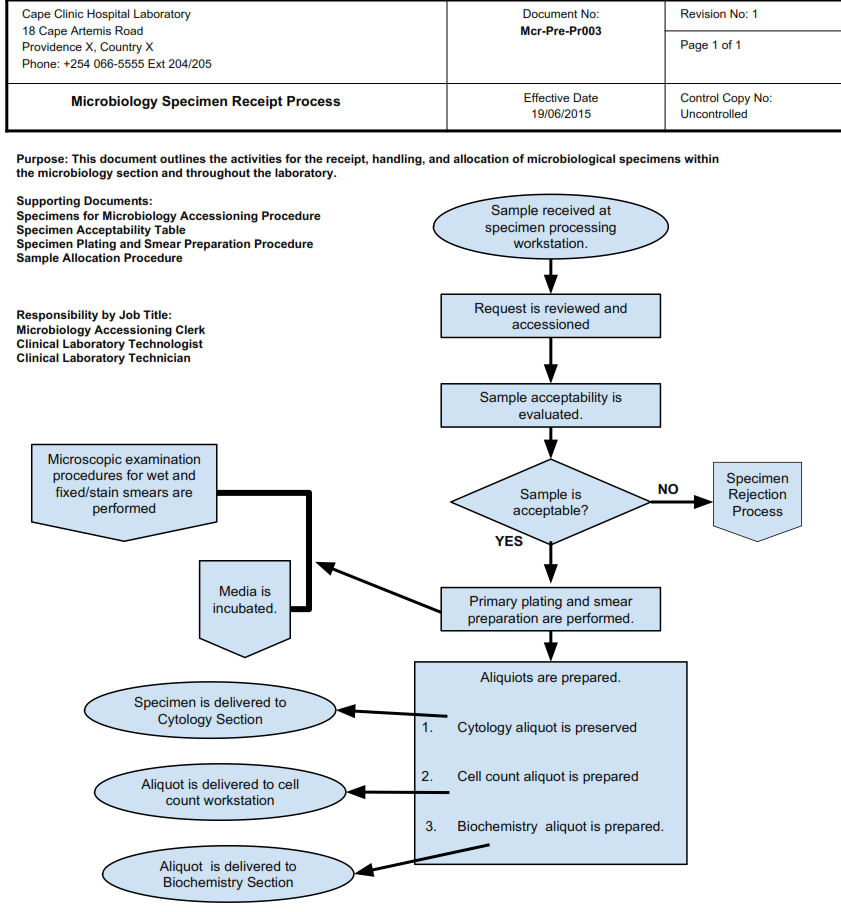 Cape Clinic Hospital Laboratory
18 Cape Artemis Road
Providence X, Country X
Phone: +254 066-5555 Ext 204/205
Document No:
Mcr-Pre-Pr003
Revision No: 1
Page 1 of 1
Microbiology Specimen Receipt Process
Effective Date
19/06/2015
Control Copy No:
Uncontrolled
Purpose: This document outlines the activities for the receipt, handling, and allocation of microbiological specimens within
the microbiology section and throughout the laboratory.
Supporting Documents:
Specimens for Microbiology Accessioning Procedure
Specimen Acceptability Table
Specimen Plating and Smear Preparation Procedure
Sample Allocation Procedure
Responsibility by Job Title:
Microbiology Accessioning Clerk
Clinical Laboratory Technologist
Clinical Laboratory Technician
Sample received at
specimen processing
workstation.
Request is reviewed and
accessioned
Sample acceptability is
evaluated.
Sample is
acceptable?
NO
Specimen
Rejection
Process
YES
Primary plating and smear
preparation are performed.
Microscopic examination
procedures for wet and
fixed/stain smears are
performed
Media is
incubated.
Aliquiots are prepared.
1. Cytology aliquot is preserved
2. Cell count aliquot is prepared
3. Biochemistry aliquot is prepared.
Specimen is delivered to
Cytology Section
Aliquot is delivered to cell
count workstation
Aliquot is delivered to
Biochemistry Section